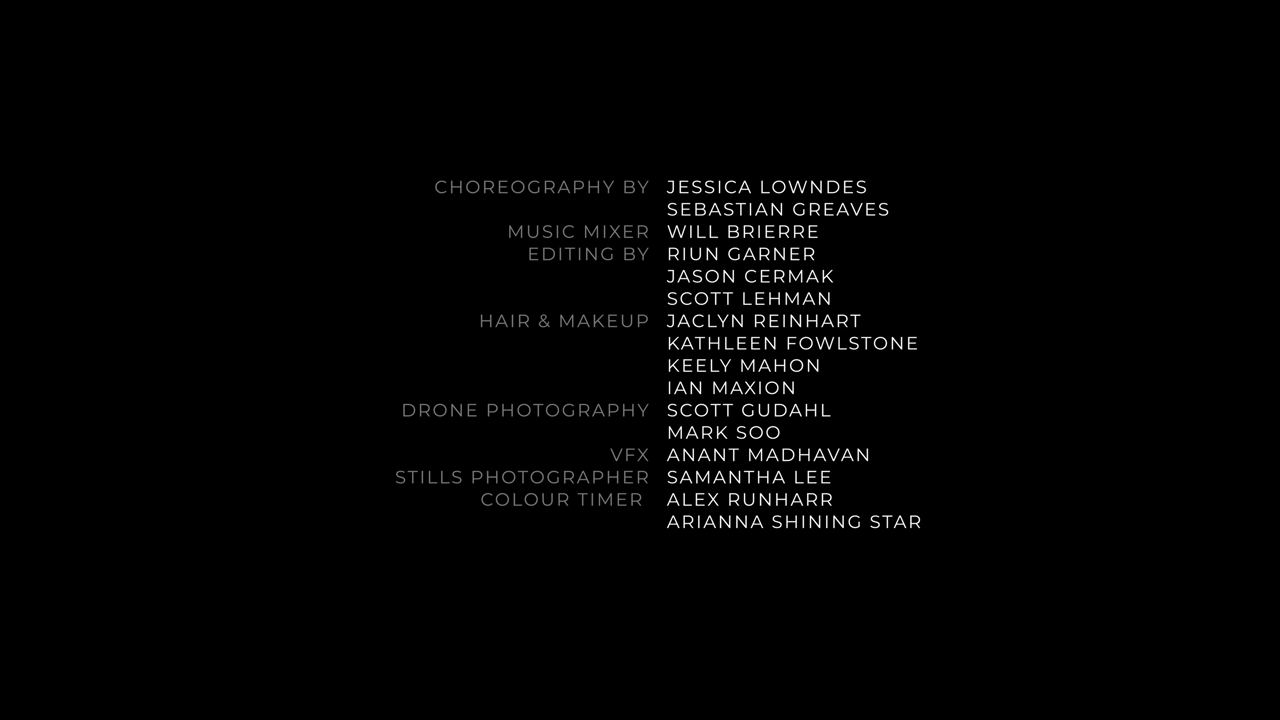 CHOREOGRAPHY BY JESSICA LOWNDES
SEBASTIAN GREAVES
MUSIC MIXER WILL BRIERRE
EDITING BY RIUN GARNER
JASON CERMAK
SCOTT LEHMAN
HAIR & MAKEUP JACLYN REINHART
KATHLEEN FOWLSTONE
KEELY MAHON
IAN MAXION
DRONE PHOTOGRAPHY SCOTT GUDAHL
MARK SOO
VFX ANANT MADHAVAN
STILLS PHOTOGRAPHER SAMANTHA LEE
COLOUR TIMER ALEX RUNHARR
ARIANNA SHINING STAR